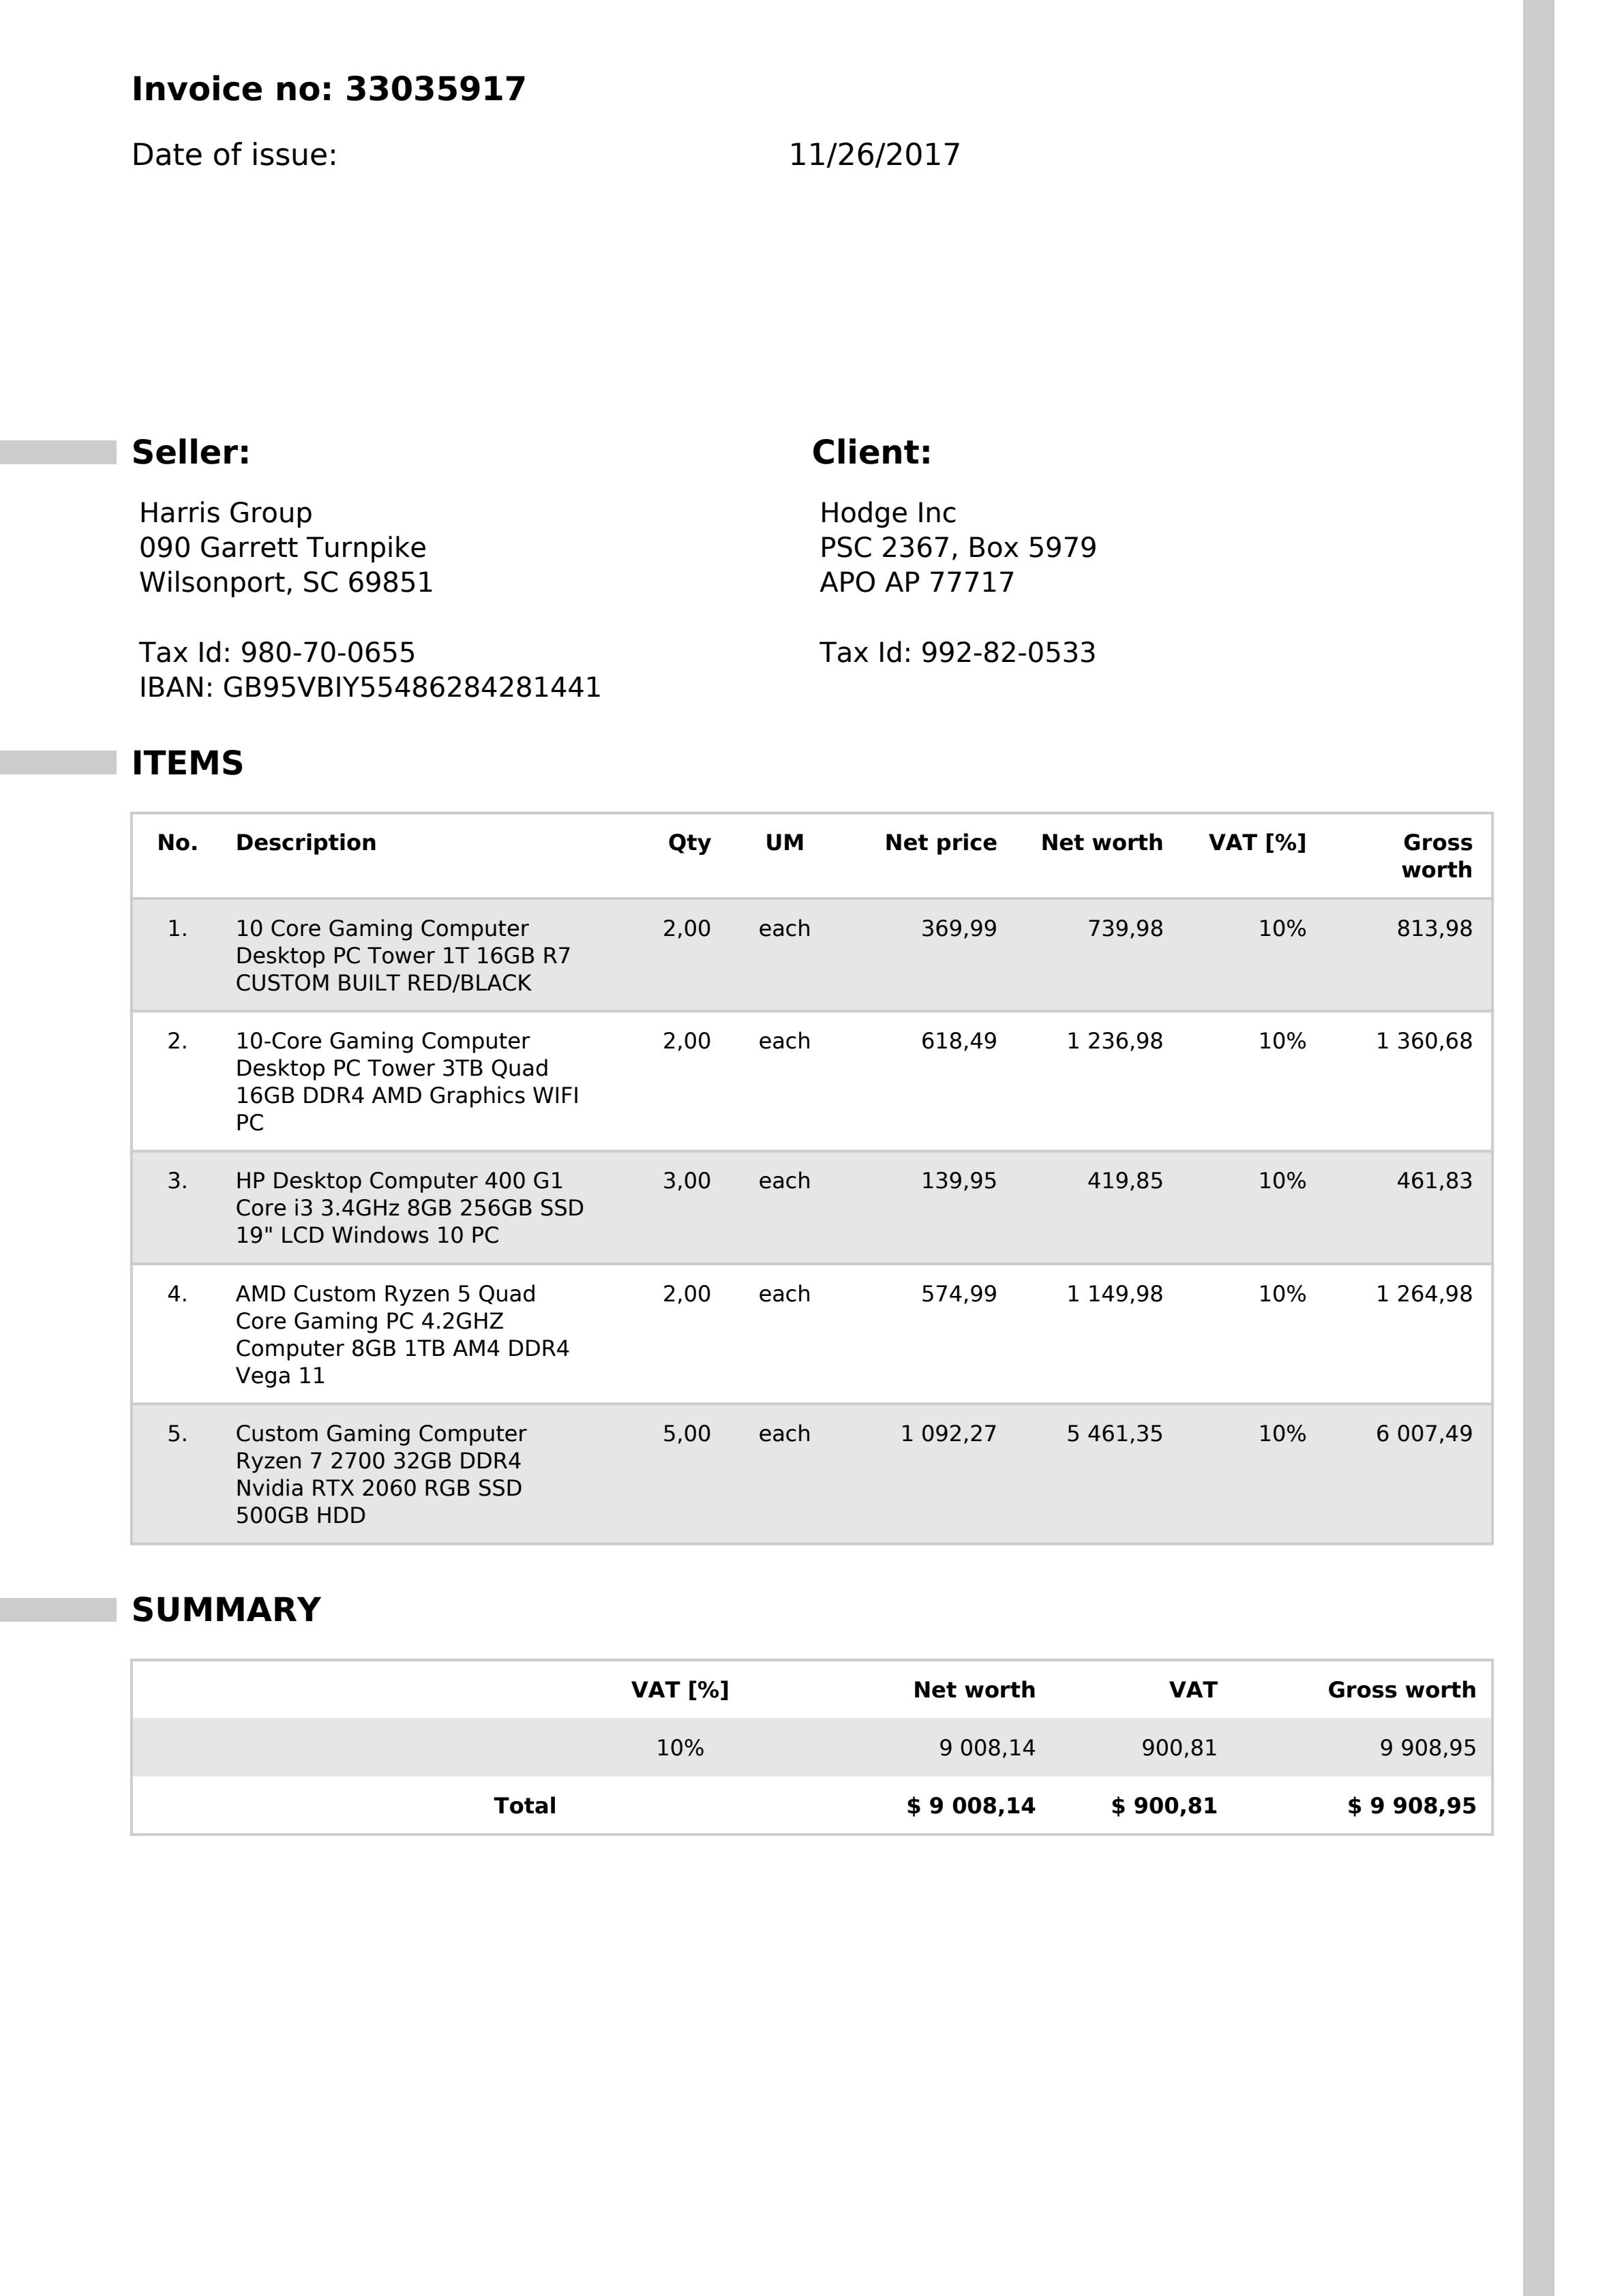 Invoice no: 33035917
Date of issue: 11/26/2017
Seller:
Harris Group
090 Garrett Turnpike
Wilsonport, SC 69851
Tax Id: 980-70-0655
IBAN: GB95VBIY55486284281441
Client:
Hodge Inc
PSC 2367, Box 5979
APO AP 77717
Tax Id: 992-82-0533
ITEMS
No. Description Qty UM Net price Net worth VAT [%] Gross
worth
1. 10 Core Gaming Computer 2,00 each 369,99 739,98 10% 813,98
Desktop PC Tower 1T 16GB R7
CUSTOM BUILT RED/BLACK
2. 10-Core Gaming Computer 2,00 each 618,49 1 236,98 10% 1 360,68
Desktop PC Tower 3TB Quad
16GB DDR4 AMD Graphics WIFI
PC
3. HP Desktop Computer 400 G1 3,00 each 139,95 419,85 10% 461,83
Core i3 3.4GHz 8GB 256GB SSD
19" LCD Windows 10 PC
4. AMD Custom Ryzen 5 Quad 2,00 each 574,99 1 149,98 10% 1 264,98
Core Gaming PC 4.2GHZ
Computer 8GB 1TB AM4 DDR4
Vega 11
5. Custom Gaming Computer 5,00 each 1 092,27 5 461,35 10% 6 007,49
Ryzen 7 2700 32GB DDR4
Nvidia RTX 2060 RGB SSD
500GB HDD
SUMMARY
VAT [%] Net worth VAT Gross worth
10% 9 008,14 900,81 9 908,95
Total $ 9 008,14 $ 900,81 $ 9 908,95